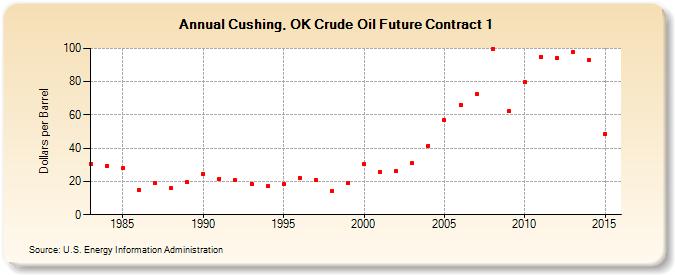 Annual Cushing, OK Crude Oil Future Contract 1
Dollars per Barrel
100
80
60
40
20
0
1985 1990 1995 2000 2005 2010 2015
Source: U.S. Energy Information Administration